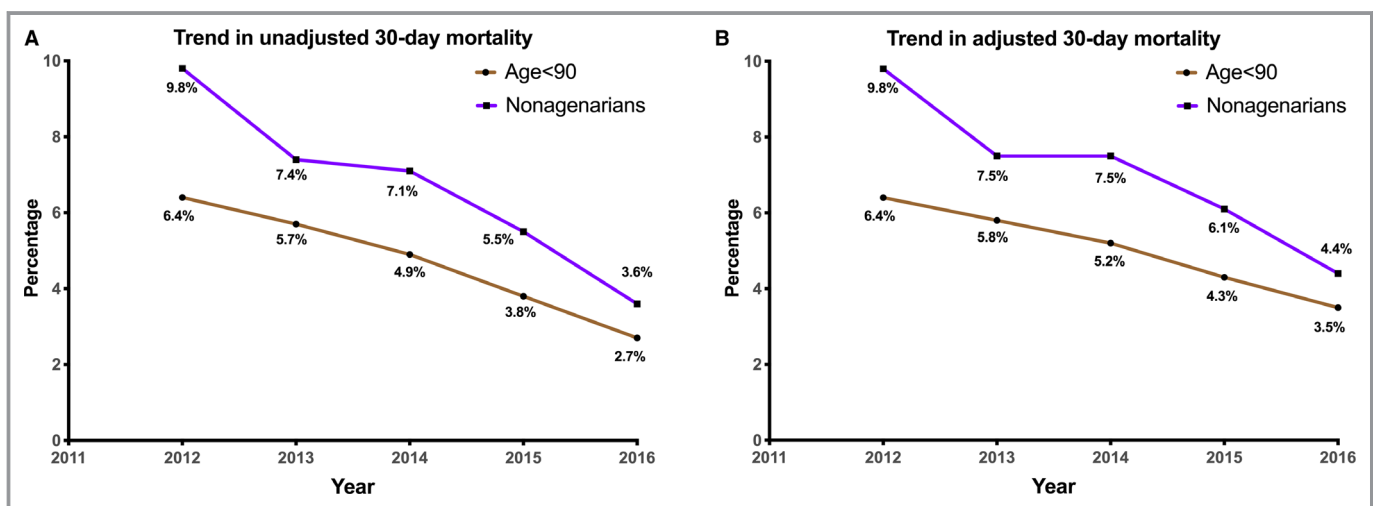 A
Trend in unadjusted 30-day mortality
Age<90
Nonagenarians
Percentage
10
8
6
4
2
0
9.8%
7.4%
7.1%
5.5%
3.6%
6.4%
5.7%
4.9%
3.8%
2.7%
2011 2012 2013 2014 2015 2016
Year
B
Trend in adjusted 30-day mortality
Age<90
Nonagenarians
Percentage
10
8
6
4
2
0
9.8%
7.5%
7.5%
6.1%
4.4%
6.4%
5.8%
5.2%
4.3%
3.5%
2011 2012 2013 2014 2015 2016
Year